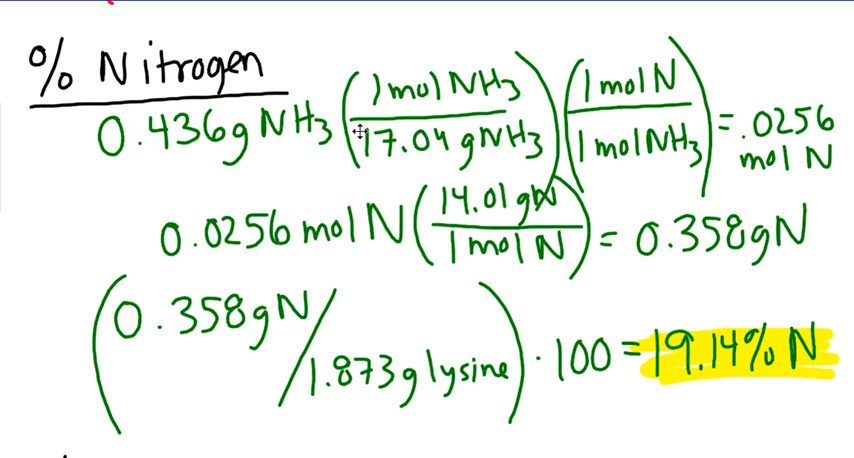 % Nitrogen
0.436g NH3 (1 mol NH3 / 17.04 g NH3) (1 mol N / 1 mol NH3) = .0256 mol N
0.0256 mol N (14.01 g N / 1 mol N) = 0.358g N
(0.358g N / 1.873g lysine) · 100 = 19.14% N